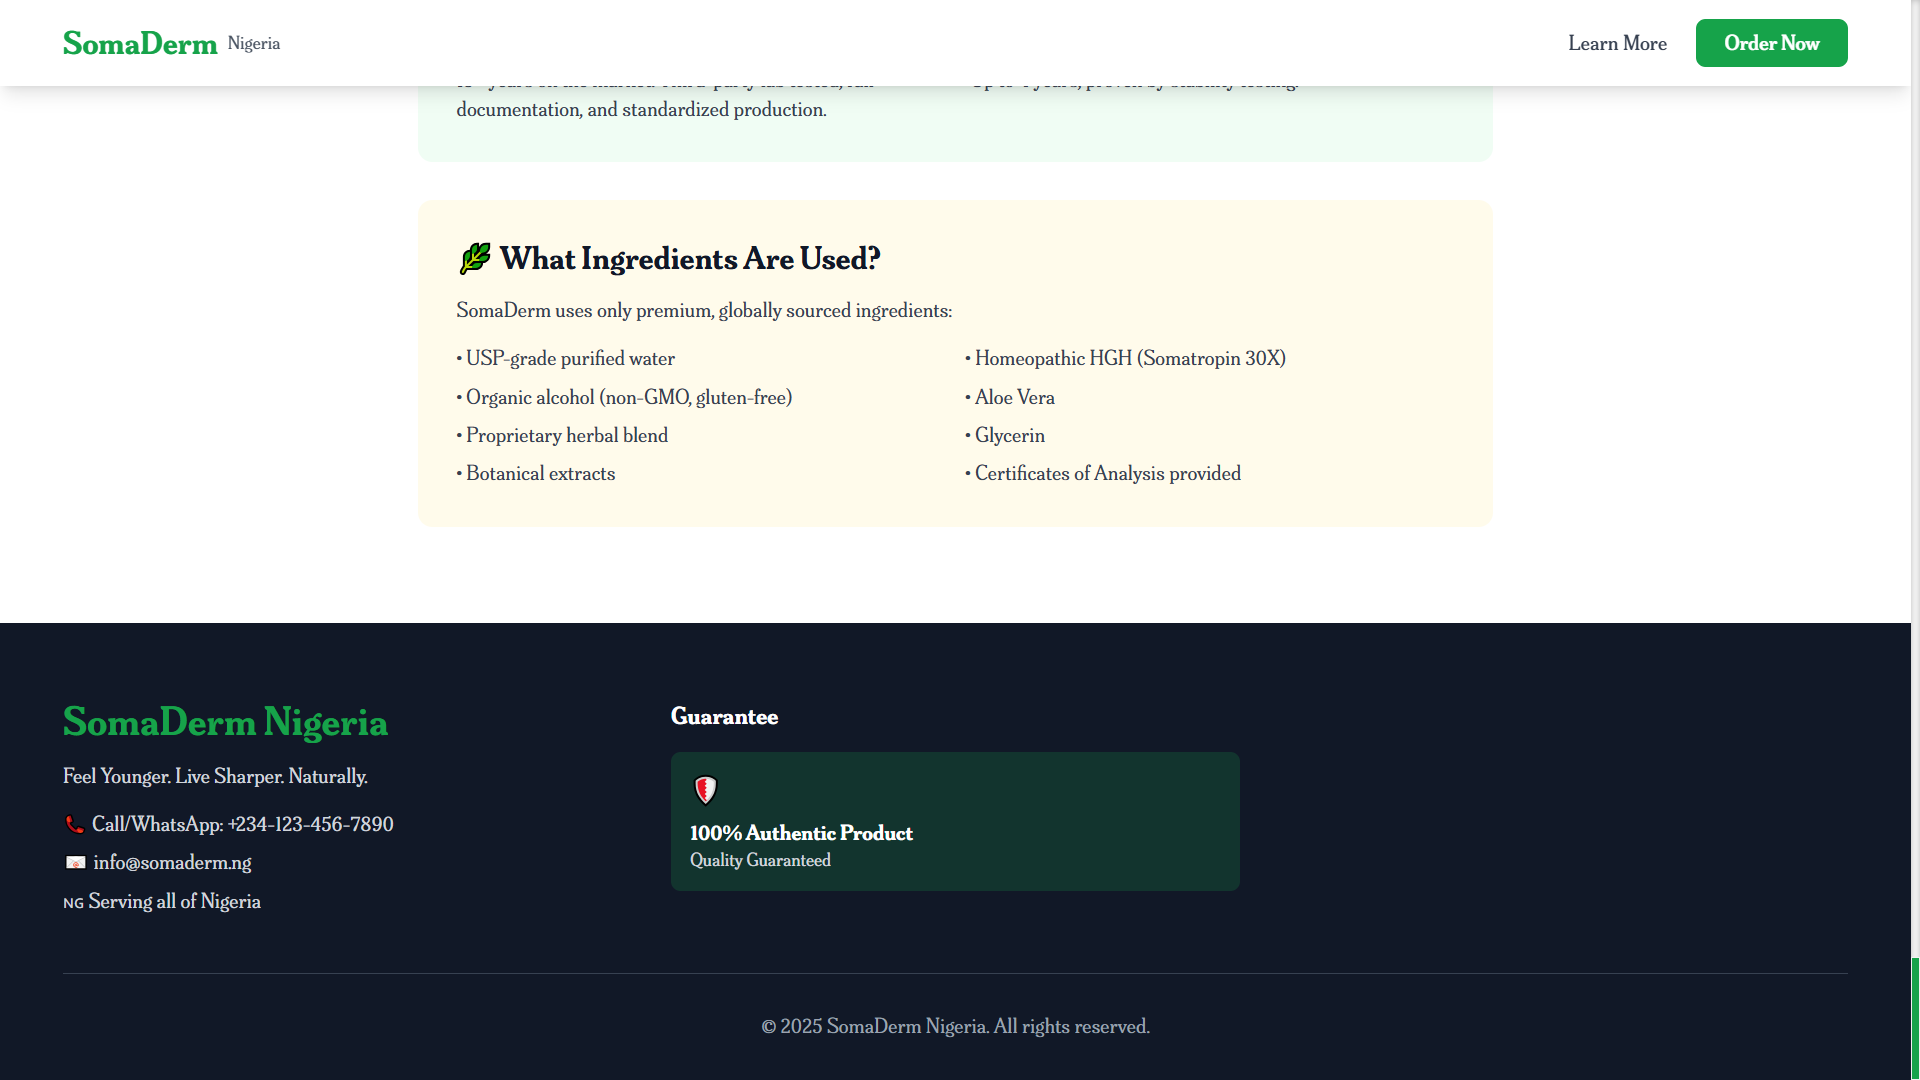 SomaDerm Nigeria
Learn More
Order Now
documentation, and standardized production.
What Ingredients Are Used?
SomaDerm uses only premium, globally sourced ingredients:
• USP-grade purified water
• Homeopathic HGH (Somatropin 30X)
• Organic alcohol (non-GMO, gluten-free)
• Aloe Vera
• Proprietary herbal blend
• Glycerin
• Botanical extracts
• Certificates of Analysis provided
SomaDerm Nigeria
Feel Younger. Live Sharper. Naturally.
Call/WhatsApp: +234-123-456-7890
info@somaderm.ng
NG Serving all of Nigeria
Guarantee
100% Authentic Product
Quality Guaranteed
© 2025 SomaDerm Nigeria. All rights reserved.